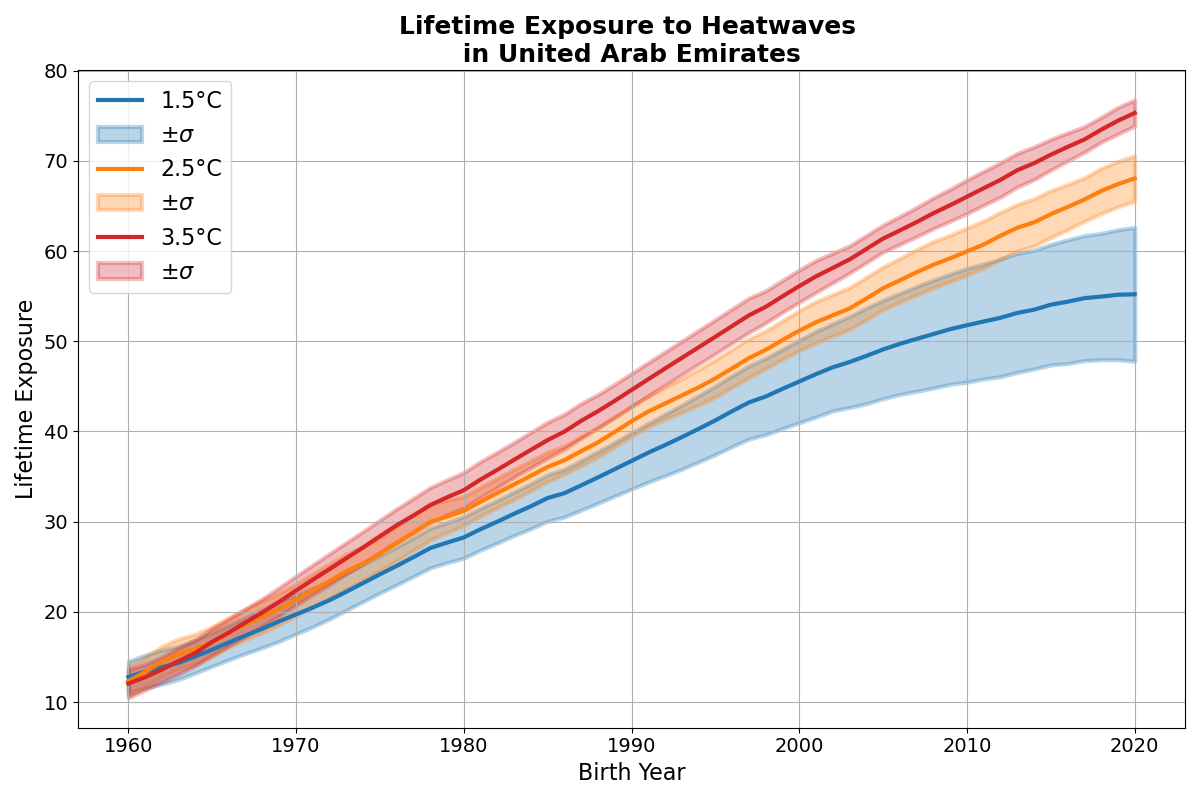 Lifetime Exposure to Heatwaves
in United Arab Emirates
80
70
60
50
40
30
20
10
Lifetime Exposure
1.5°C
±σ
2.5°C
±σ
3.5°C
±σ
1960 1970 1980 1990 2000 2010 2020
Birth Year